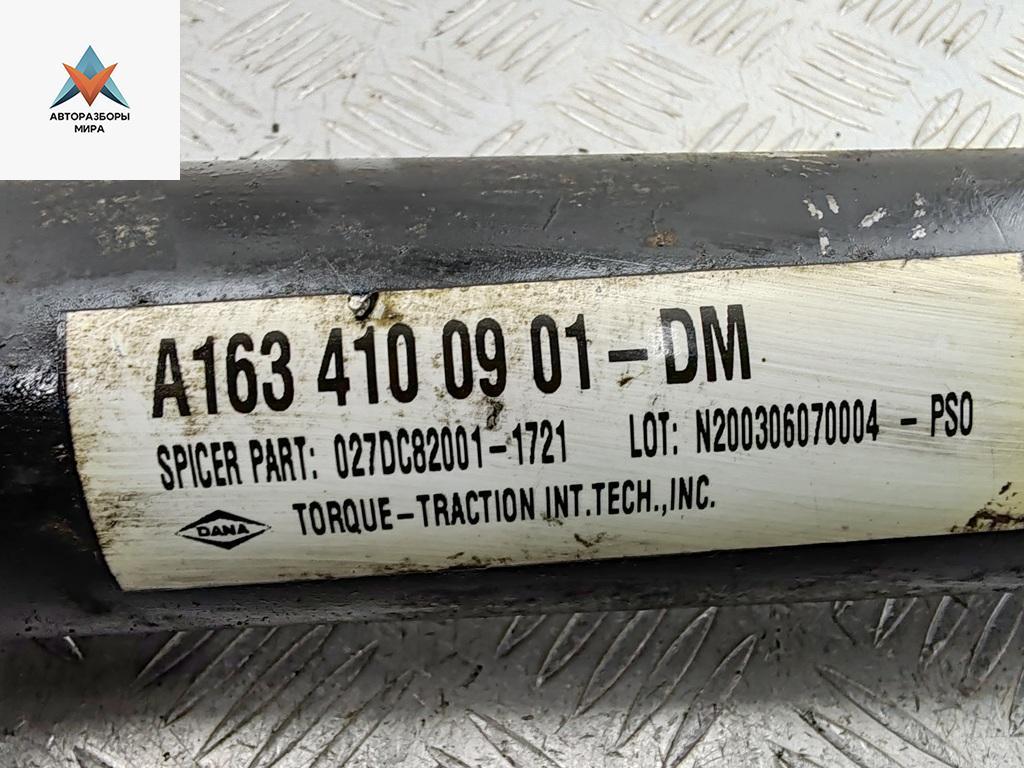 АВТОРАЗБОРЫ
МИРА
A163 410 09 01-DM
SPICER PART: 027DC82001-1721 LOT: N200306070004 - PSO
DANA TORQUE-TRACTION INT.TECH.,INC.